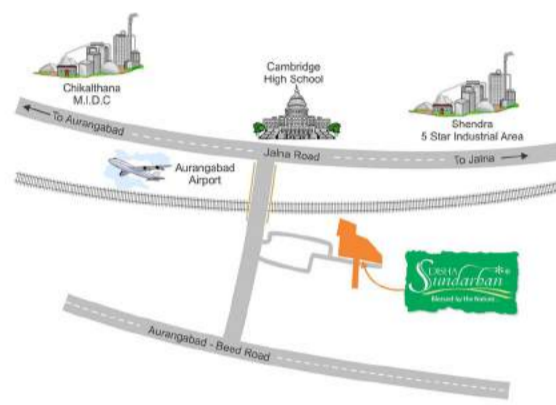 Chikalthana
M.I.D.C
Cambridge
High School
Shendra
5 Star Industrial Area
To Aurangabad
Jalna Road
To Jalna
Aurangabad
Airport
DISHA
Sundarban
Blessed by the Nature
Aurangabad - Beed Road